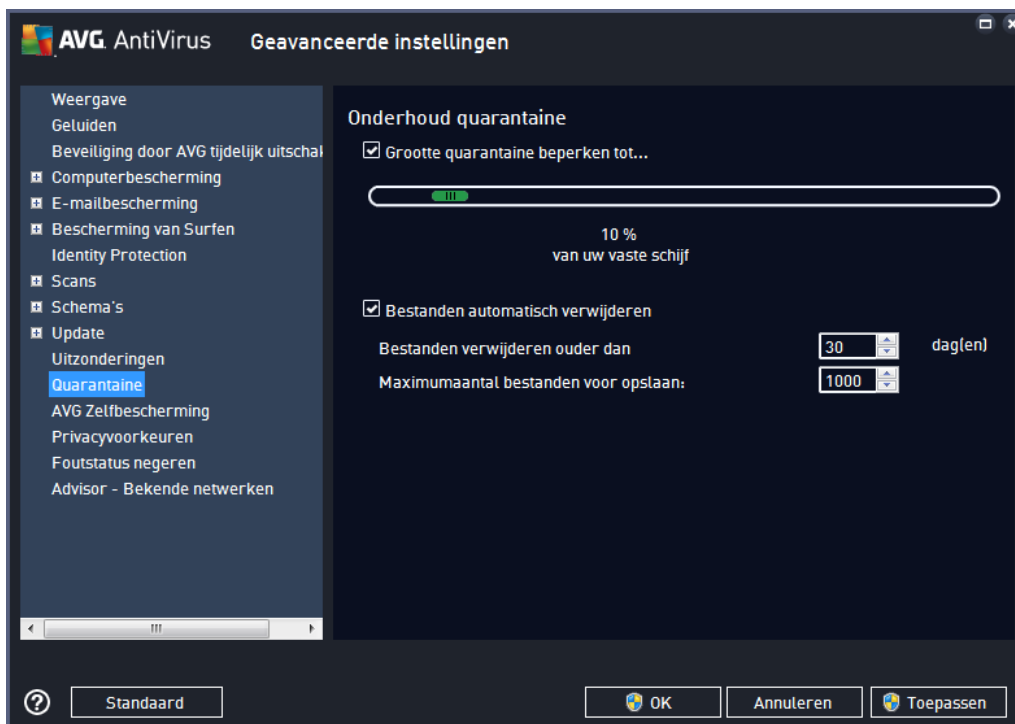 AVG. AntiVirus Geavanceerde instellingen
Weergave
Geluiden
Beveiliging door AVG tijdelijk uitschak
Computerbescherming
E-mailbescherming
Bescherming van Surfen
Identity Protection
Scans
Schema's
Update
Uitzonderingen
Quarantaine
AVG Zelfbescherming
Privacyvoorkeuren
Foutstatus negeren
Advisor - Bekende netwerken
Onderhoud quarantaine
Grootte quarantaine beperken tot...
10 %
van uw vaste schijf
Bestanden automatisch verwijderen
Bestanden verwijderen ouder dan 30 dag(en)
Maximumaantal bestanden voor opslaan: 1000
? Standaard OK Annuleren Toepassen